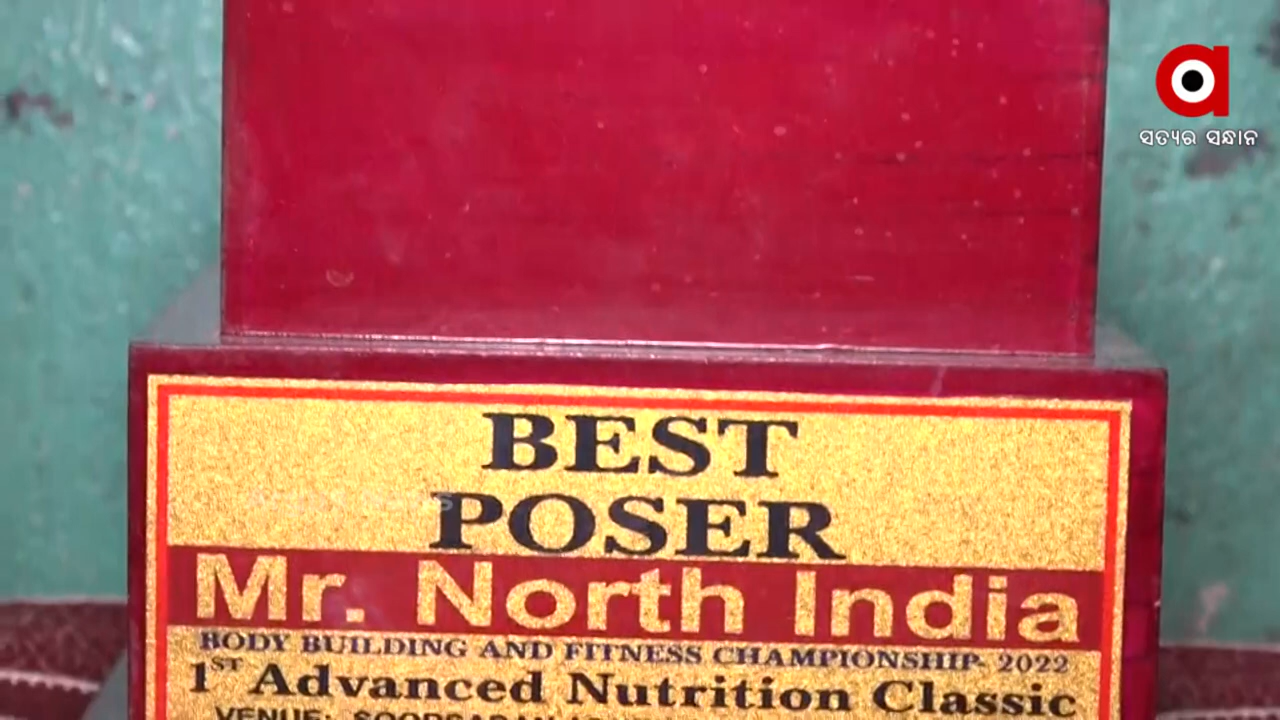 ସତ୍ୟର ସନ୍ଧାନ
BEST
POSER
Mr. North India
BODY BUILDING AND FITNESS CHAMPIONSHIP- 2022
1ST Advanced Nutrition Classic
VENUE: